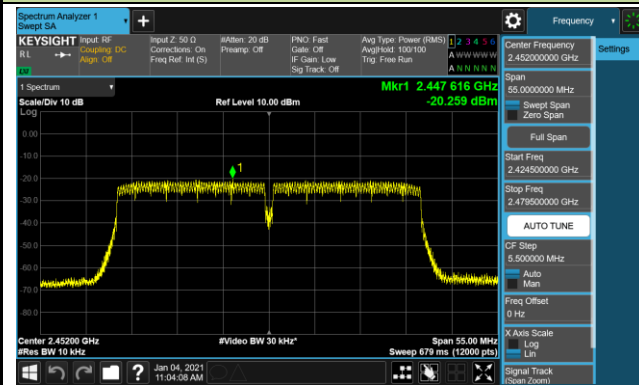 Spectrum Analyzer 1
Swept SA
+
Frequency
KEYSIGHT
RL
Input: RF
Coupling: DC
Align: Off
Input Z: 50 Ω
Corrections: On
Freq Ref: Int (S)
#Atten: 20 dB
Preamp: Off
PNO: Fast
Gate: Off
IF Gain: Low
Sig Track: Off
Avg Type: Power (RMS)
Avg|Hold: 100/100
Trig: Free Run
1 2 3 4 5 6
A W W W W W
A N N N N N
1 Spectrum
Scale/Div 10 dB
Ref Level 10.00 dBm
Mkr1 2.447 616 GHz
-20.259 dBm
Log
0.00
-10.0
-20.0
-30.0
-40.0
-50.0
-60.0
-70.0
-80.0
1
Center 2.45200 GHz
#Res BW 10 kHz
#Video BW 30 kHz*
Span 55.00 MHz
Sweep 679 ms (12000 pts)
Jan 04, 2021
11:04:08 AM
?
Center Frequency
2.452000000 GHz
Settings
Span
55.0000000 MHz
Swept Span
Zero Span
Full Span
Start Freq
2.424500000 GHz
Stop Freq
2.479500000 GHz
AUTO TUNE
CF Step
5.500000 MHz
Auto
Man
Freq Offset
0 Hz
X Axis Scale
Log
Lin
Signal Track
(Span Zoom)